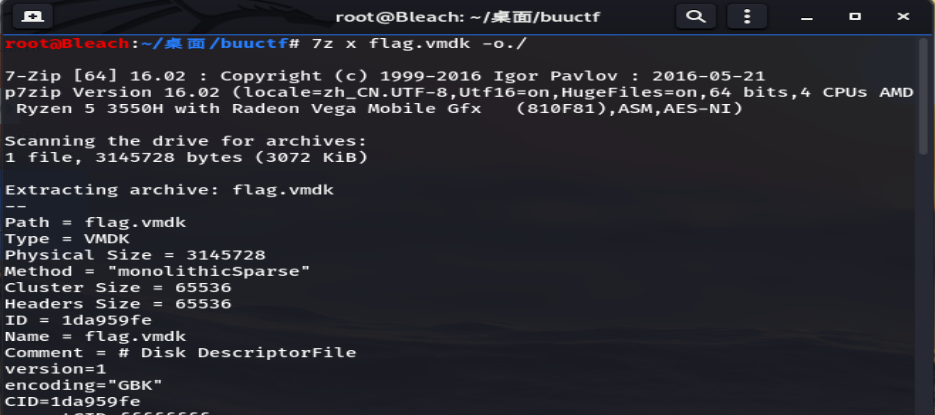 root@Bleach: ~/桌面/buuctf
root@Bleach:~/桌面/buuctf# 7z x flag.vmdk -o./
7-Zip [64] 16.02 : Copyright (c) 1999-2016 Igor Pavlov : 2016-05-21
p7zip Version 16.02 (locale=zh_CN.UTF-8,Utf16=on,HugeFiles=on,64 bits,4 CPUs AMD
Ryzen 5 3550H with Radeon Vega Mobile Gfx   (810F81),ASM,AES-NI)
Scanning the drive for archives:
1 file, 3145728 bytes (3072 KiB)
Extracting archive: flag.vmdk
--
Path = flag.vmdk
Type = VMDK
Physical Size = 3145728
Method = "monolithicSparse"
Cluster Size = 65536
Headers Size = 65536
ID = 1da959fe
Name = flag.vmdk
Comment = # Disk DescriptorFile
version=1
encoding="GBK"
CID=1da959fe